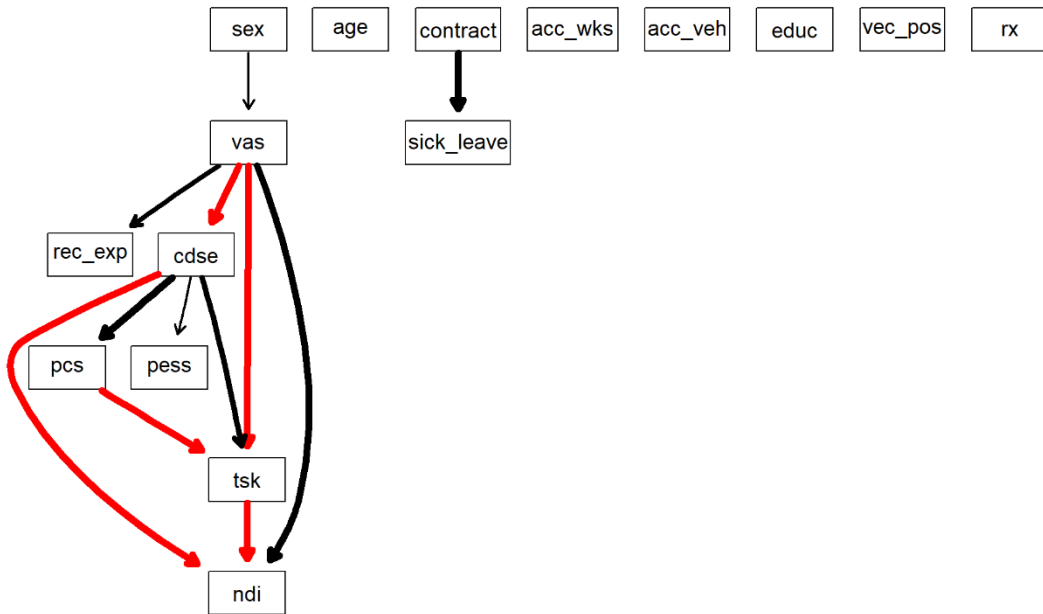 sex
age
contract
acc_wks
acc_veh
educ
vec_pos
rx
vas
sick_leave
rec_exp
cdse
pcs
pess
tsk
ndi